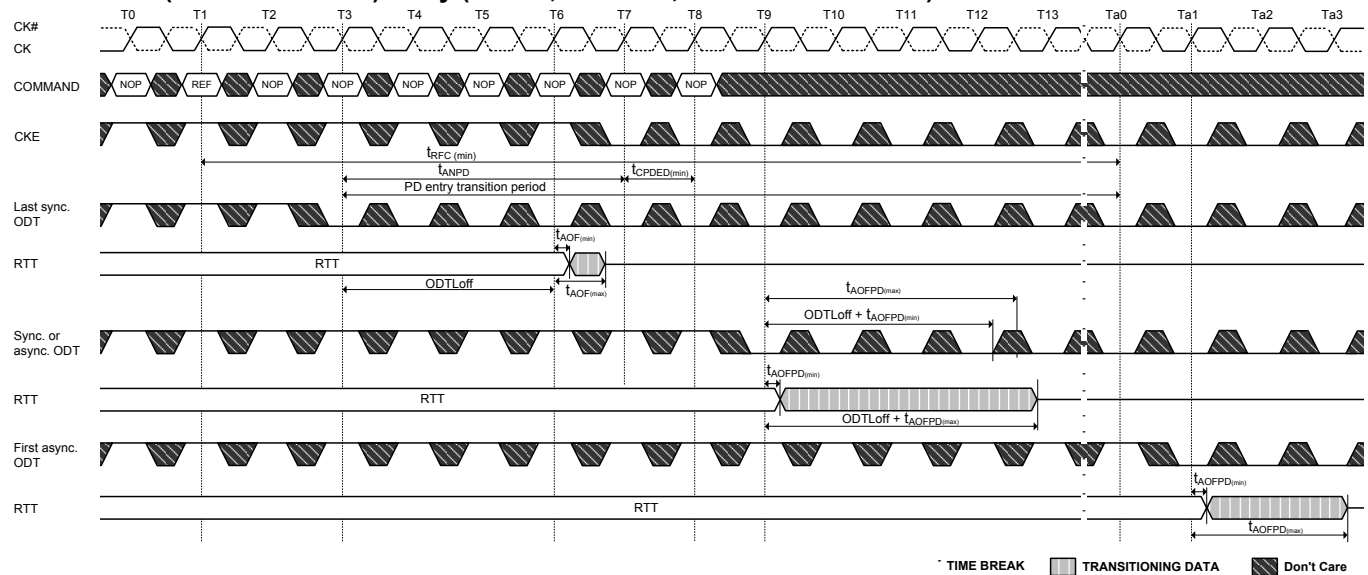 T0 T1 T2 T3 T4 T5 T6 T7 T8 T9 T10 T11 T12 T13 Ta0 Ta1 Ta2 Ta3
CK#
CK
COMMAND NOP REF NOP NOP NOP NOP NOP NOP NOP
CKE
tRFC (min)
tANPD tCPDED(min)
PD entry transition period
Last sync.
ODT
tAOF(min)
RTT RTT
ODTLoff tAOF(max)
tAOFPD(max)
ODTLoff + tAOFPD(min)
Sync. or
async. ODT
tAOFPD(min)
RTT RTT
ODTLoff + tAOFPD(max)
First async.
ODT
tAOFPD(min)
RTT RTT
tAOFPD(max)
TIME BREAK TRANSITIONING DATA Don't Care